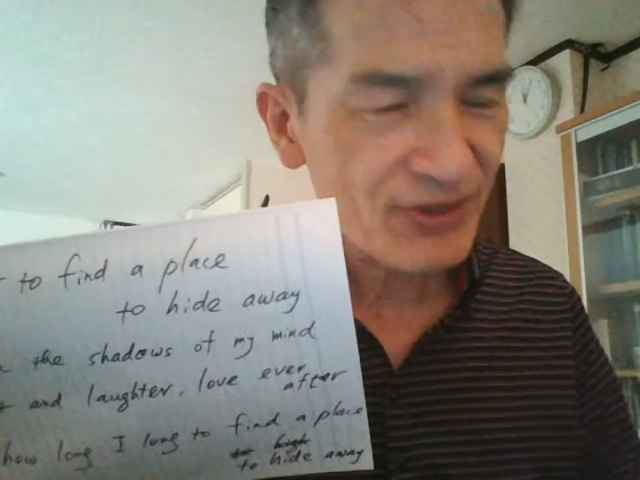 to find a place
to hide away
the shadows of my mind
and laughter, love ever
after
how long I long to find a place
to hide away